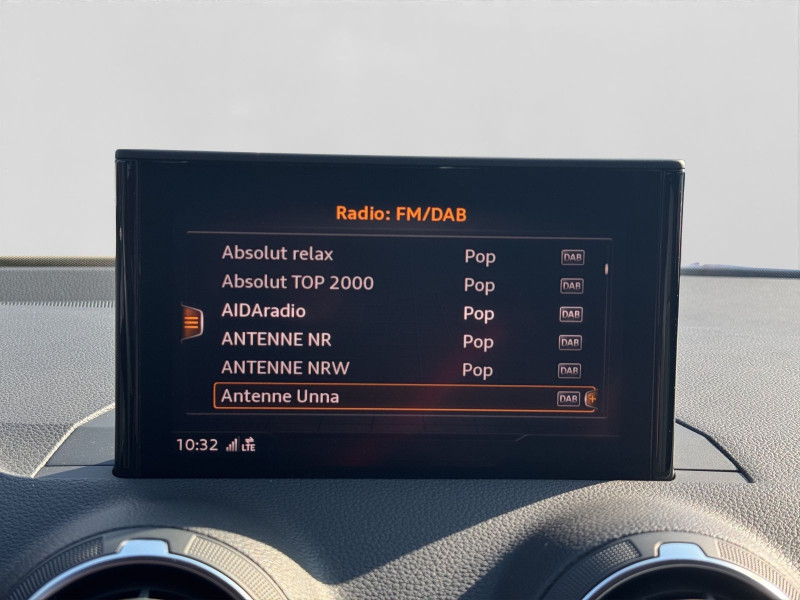 Radio: FM/DAB
Absolut relax Pop DAB
Absolut TOP 2000 Pop DAB
AIDAradio Pop DAB
ANTENNE NR Pop DAB
ANTENNE NRW Pop DAB
Antenne Unna DAB +
10:32 LTE